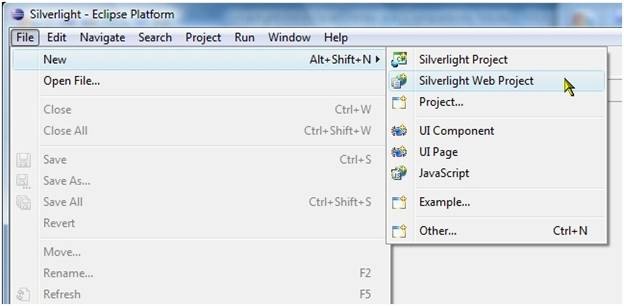 Silverlight - Eclipse Platform
File Edit Navigate Search Project Run Window Help
New Alt+Shift+N
Open File...
Close Ctrl+W
Close All Ctrl+Shift+W
Save Ctrl+S
Save As...
Save All Ctrl+Shift+S
Revert
Move...
Rename... F2
Refresh F5
Silverlight Project
Silverlight Web Project
Project...
UI Component
UI Page
JavaScript
Example...
Other... Ctrl+N